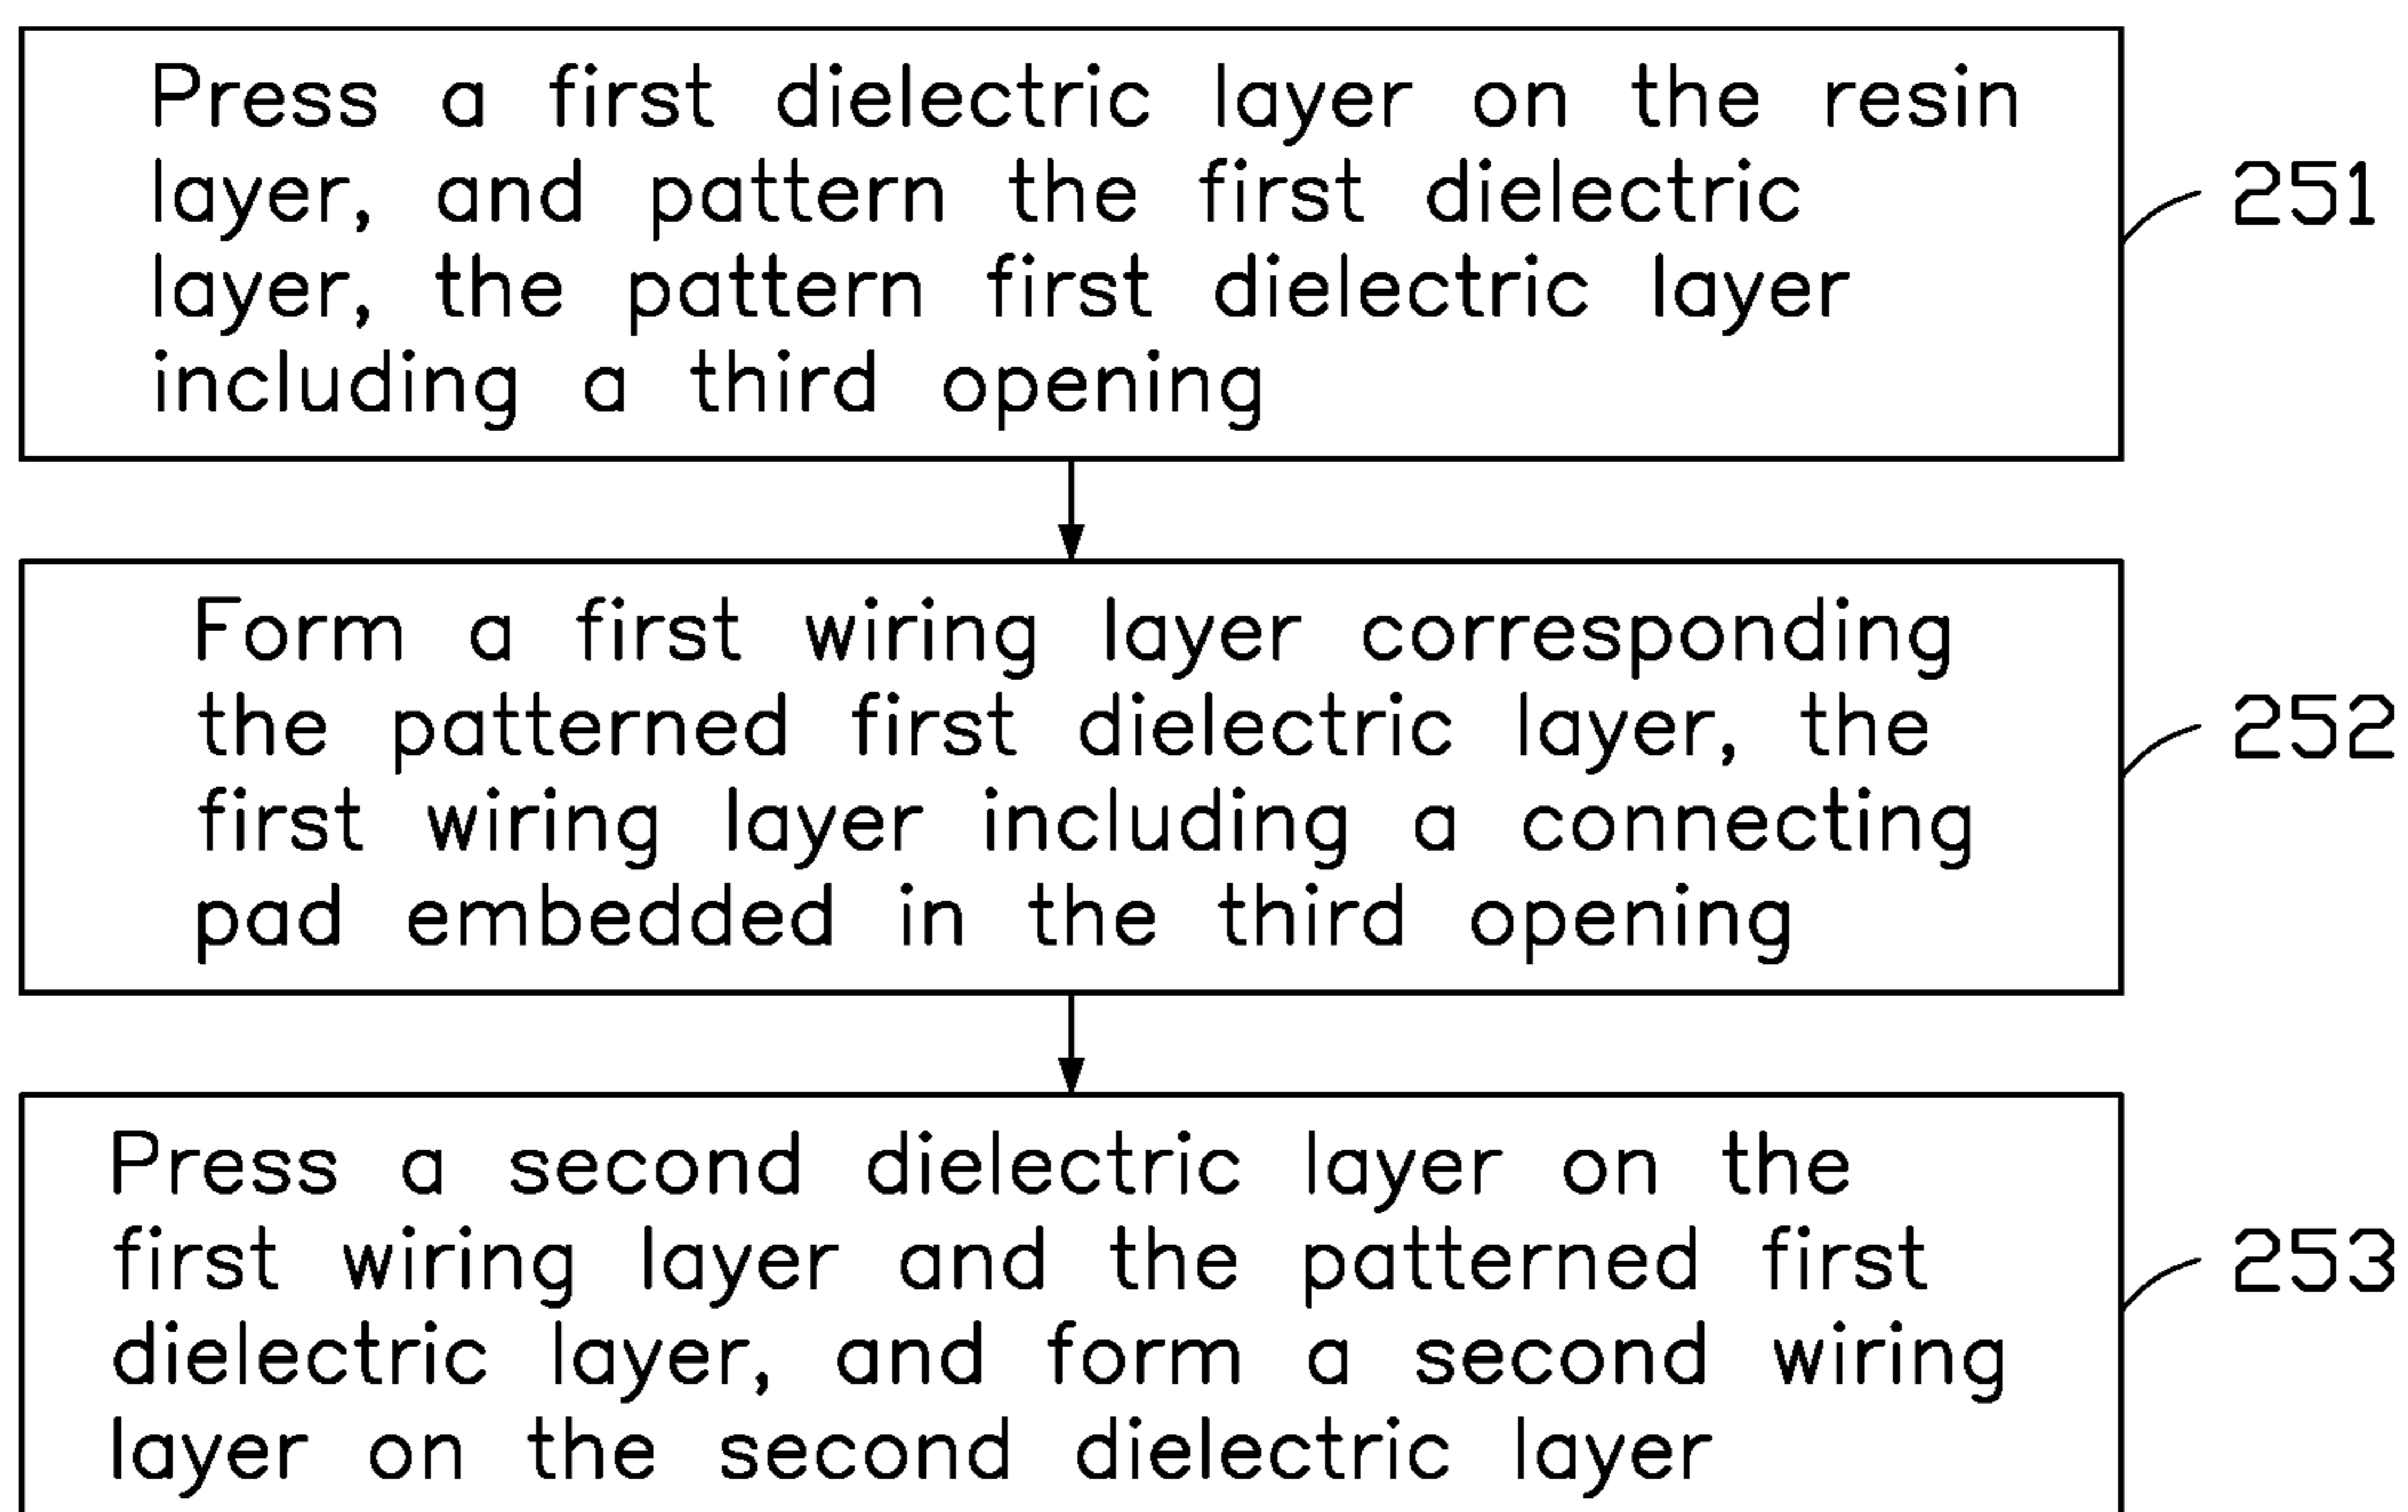 Press a first dielectric layer on the resin
layer, and pattern the first dielectric
layer, the pattern first dielectric layer
including a third opening
251
Form a first wiring layer corresponding
the patterned first dielectric layer, the
first wiring layer including a connecting
pad embedded in the third opening
252
Press a second dielectric layer on the
first wiring layer and the patterned first
dielectric layer, and form a second wiring
layer on the second dielectric layer
253